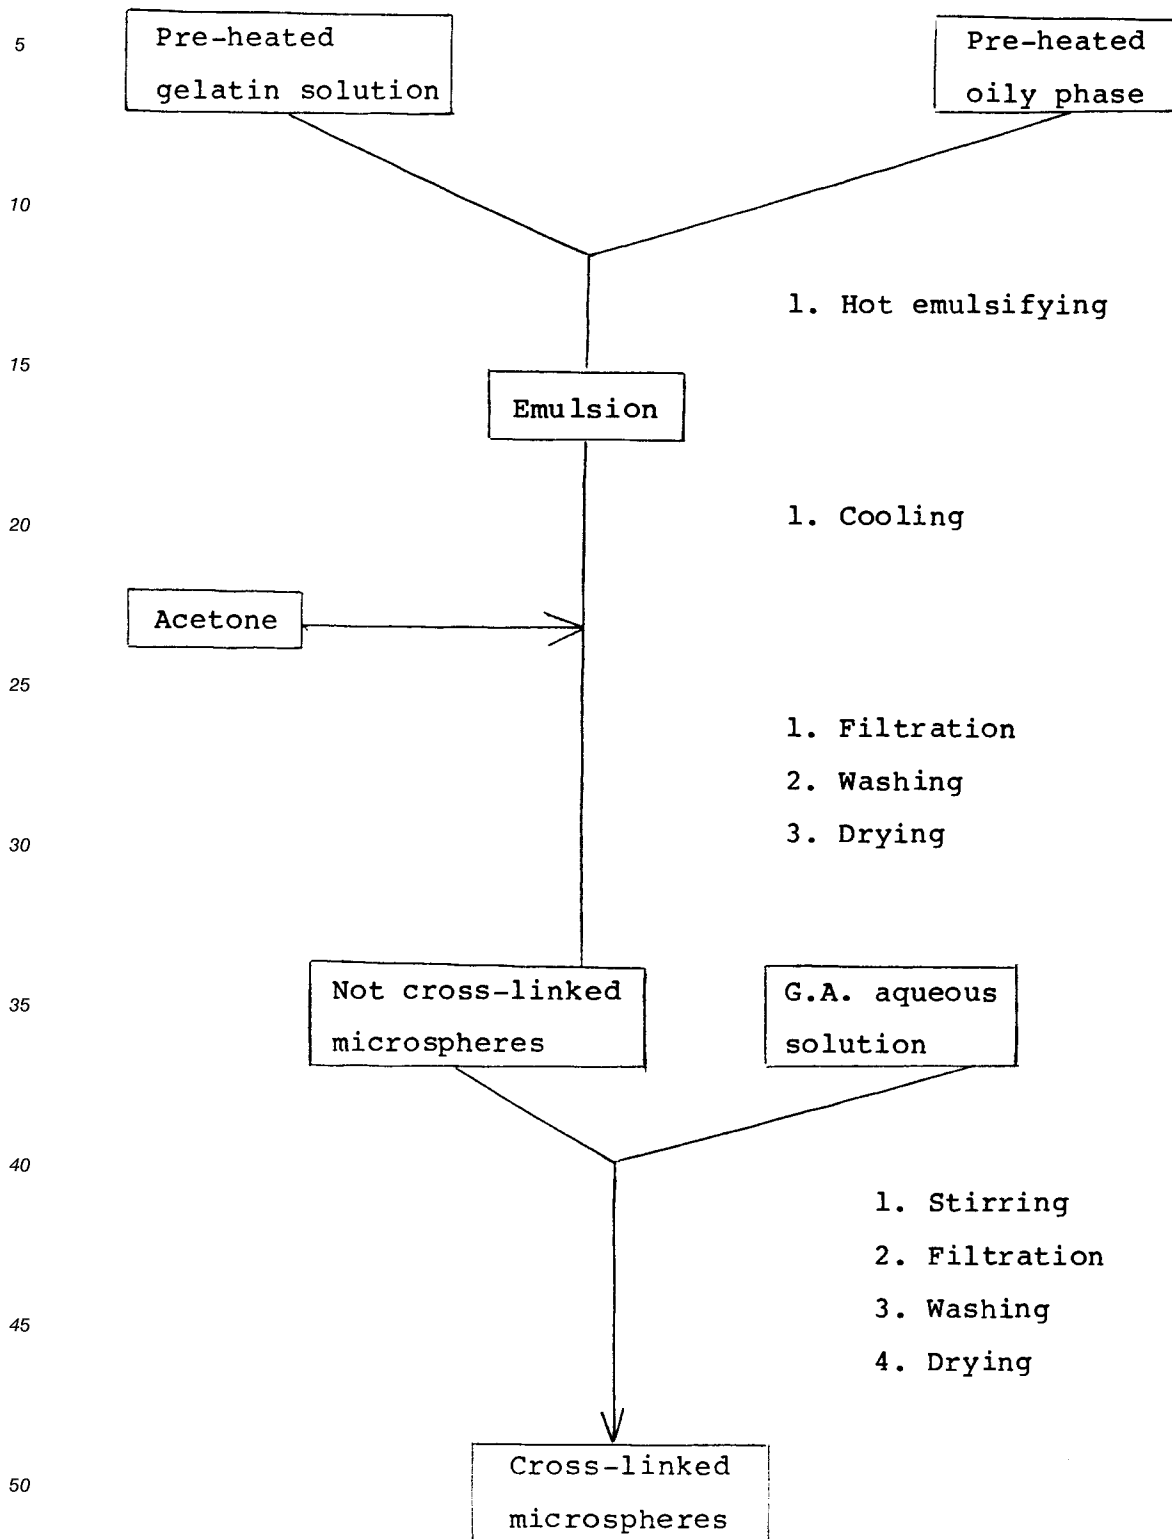 5
Pre-heated
gelatin solution
Pre-heated
oily phase
10
1. Hot emulsifying
15
Emulsion
20
1. Cooling
Acetone
25
1. Filtration
2. Washing
3. Drying
30
Not cross-linked
microspheres
35
G.A. aqueous
solution
40
1. Stirring
2. Filtration
3. Washing
4. Drying
45
Cross-linked
microspheres
50